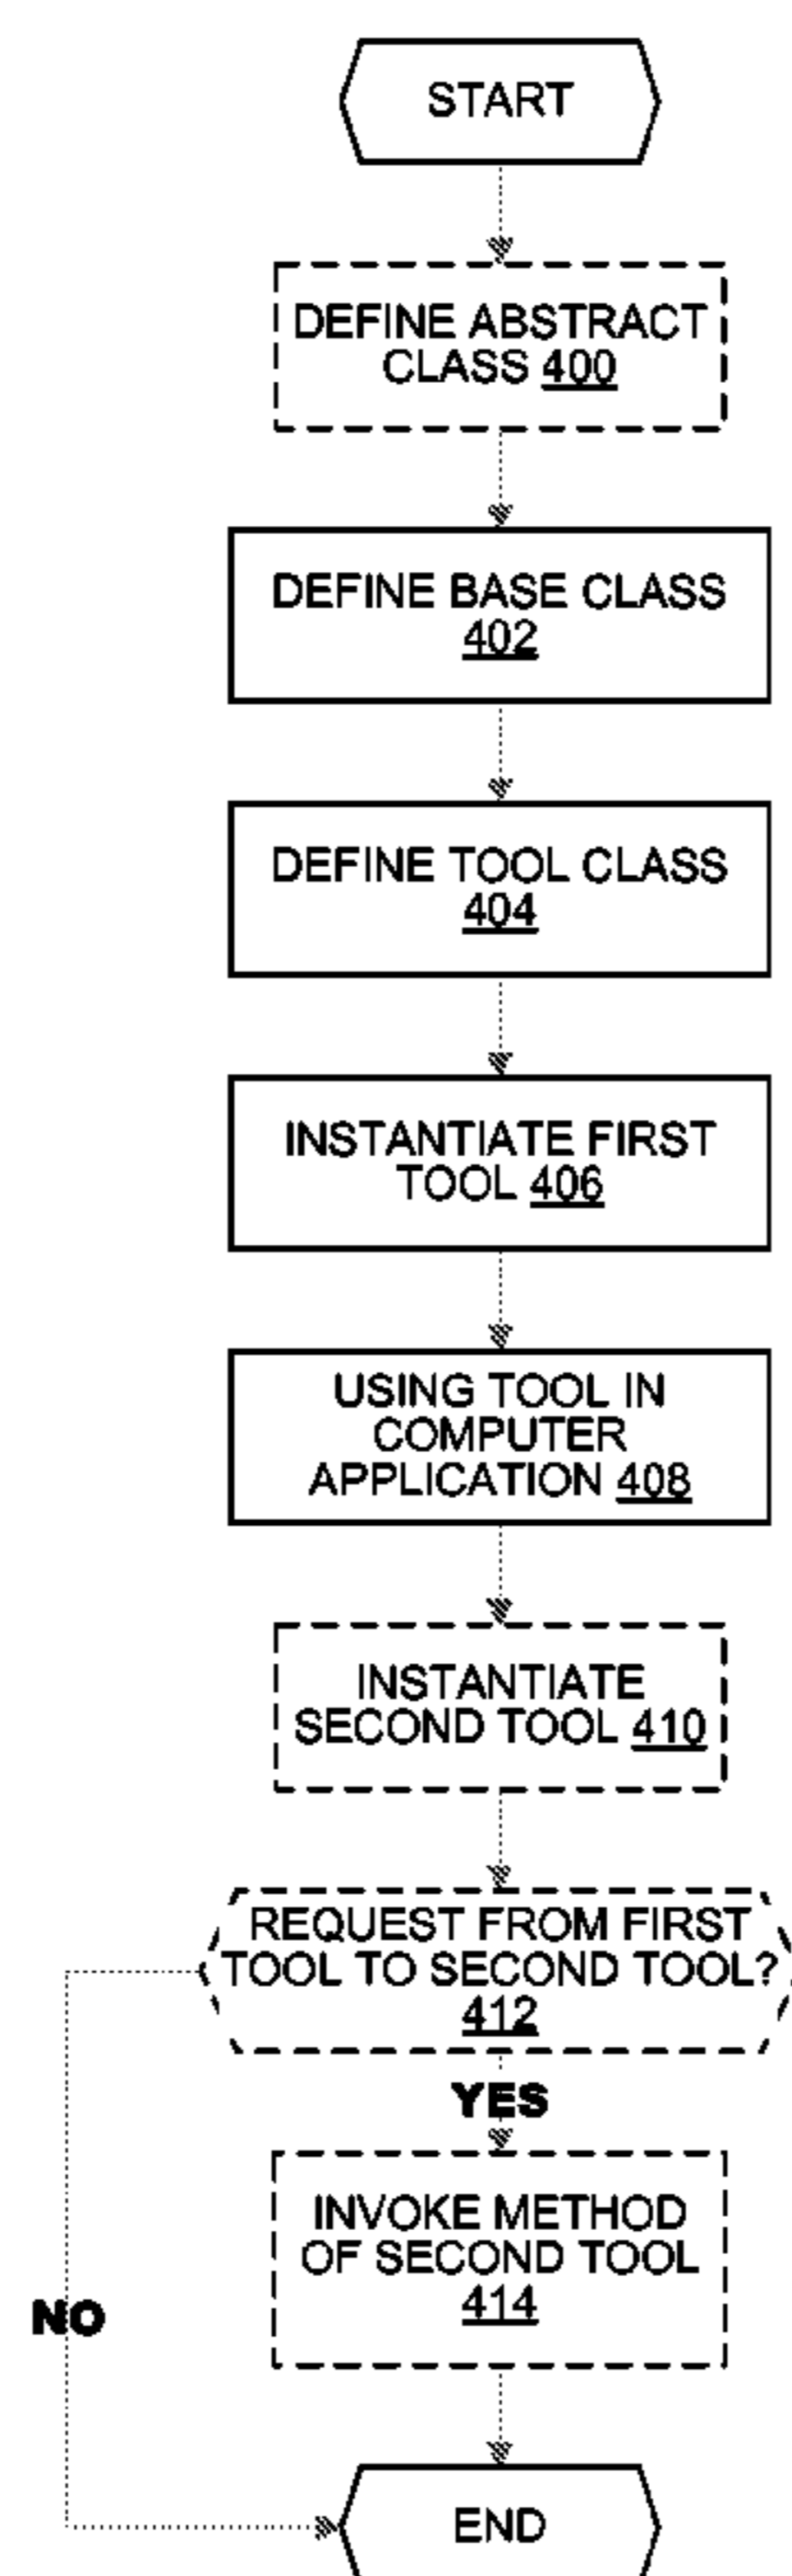 START
DEFINE ABSTRACT
CLASS 400
DEFINE BASE CLASS
402
DEFINE TOOL CLASS
404
INSTANTIATE FIRST
TOOL 406
USING TOOL IN
COMPUTER
APPLICATION 408
INSTANTIATE
SECOND TOOL 410
REQUEST FROM FIRST
TOOL TO SECOND TOOL?
412
YES
INVOKE METHOD
OF SECOND TOOL
414
NO
END